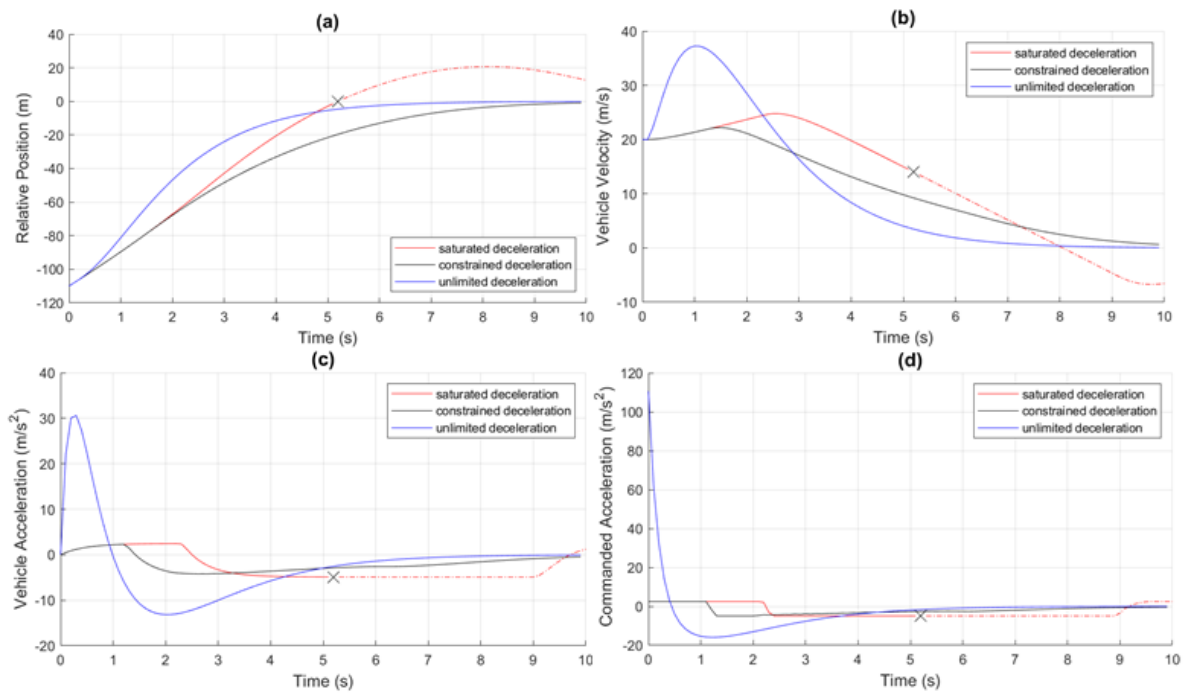 (a)
40
20
0
-20
-40
-60
-80
-100
-120
Relative Position (m)
saturated deceleration
constrained deceleration
unlimited deceleration
0 1 2 3 4 5 6 7 8 9 10
Time (s)
(b)
40
30
20
10
0
-10
Vehicle Velocity (m/s)
saturated deceleration
constrained deceleration
unlimited deceleration
0 1 2 3 4 5 6 7 8 9 10
Time (s)
(c)
40
30
20
10
0
-10
-20
Vehicle Acceleration (m/s²)
saturated deceleration
constrained deceleration
unlimited deceleration
0 1 2 3 4 5 6 7 8 9 10
Time (s)
(d)
120
100
80
60
40
20
0
-20
Commanded Acceleration (m/s²)
saturated deceleration
constrained deceleration
unlimited deceleration
0 1 2 3 4 5 6 7 8 9 10
Time (s)